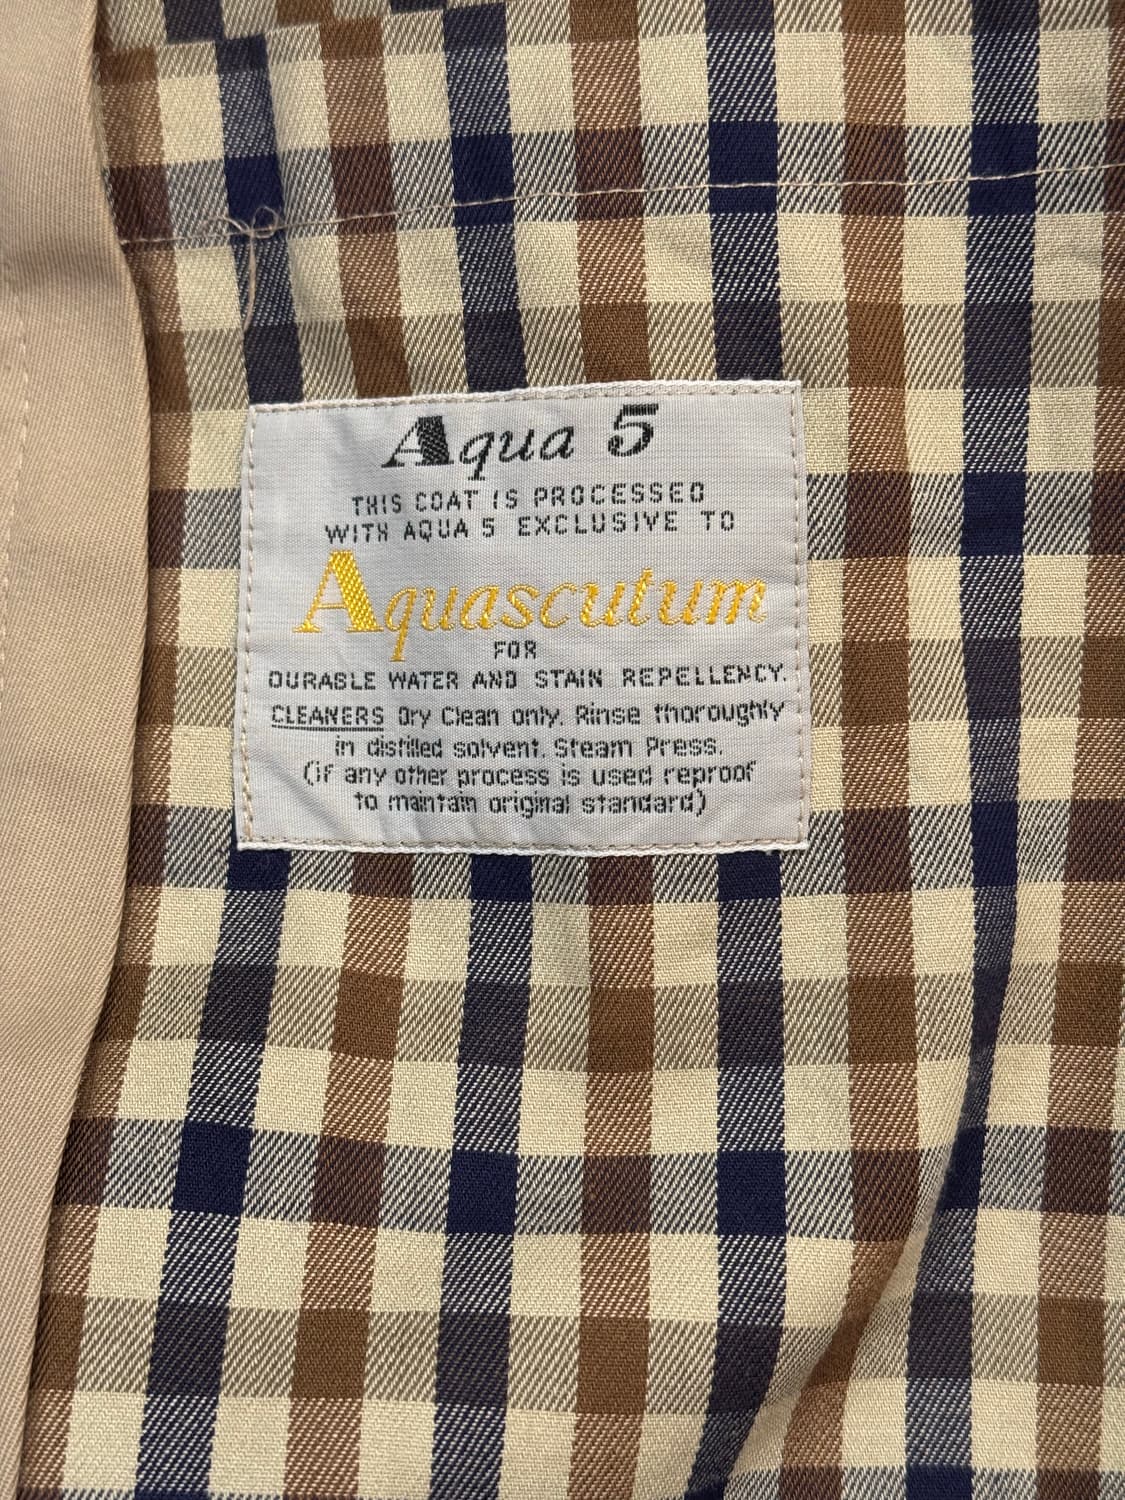 Aqua 5
THIS COAT IS PROCESSED
WITH AQUA 5 EXCLUSIVE TO
Aquascutum
FOR
DURABLE WATER AND STAIN REPELLENCY.
CLEANERS Dry Clean only. Rinse thoroughly
in distilled solvent. Steam Press.
(if any other process is used reproof
to maintain original standard)